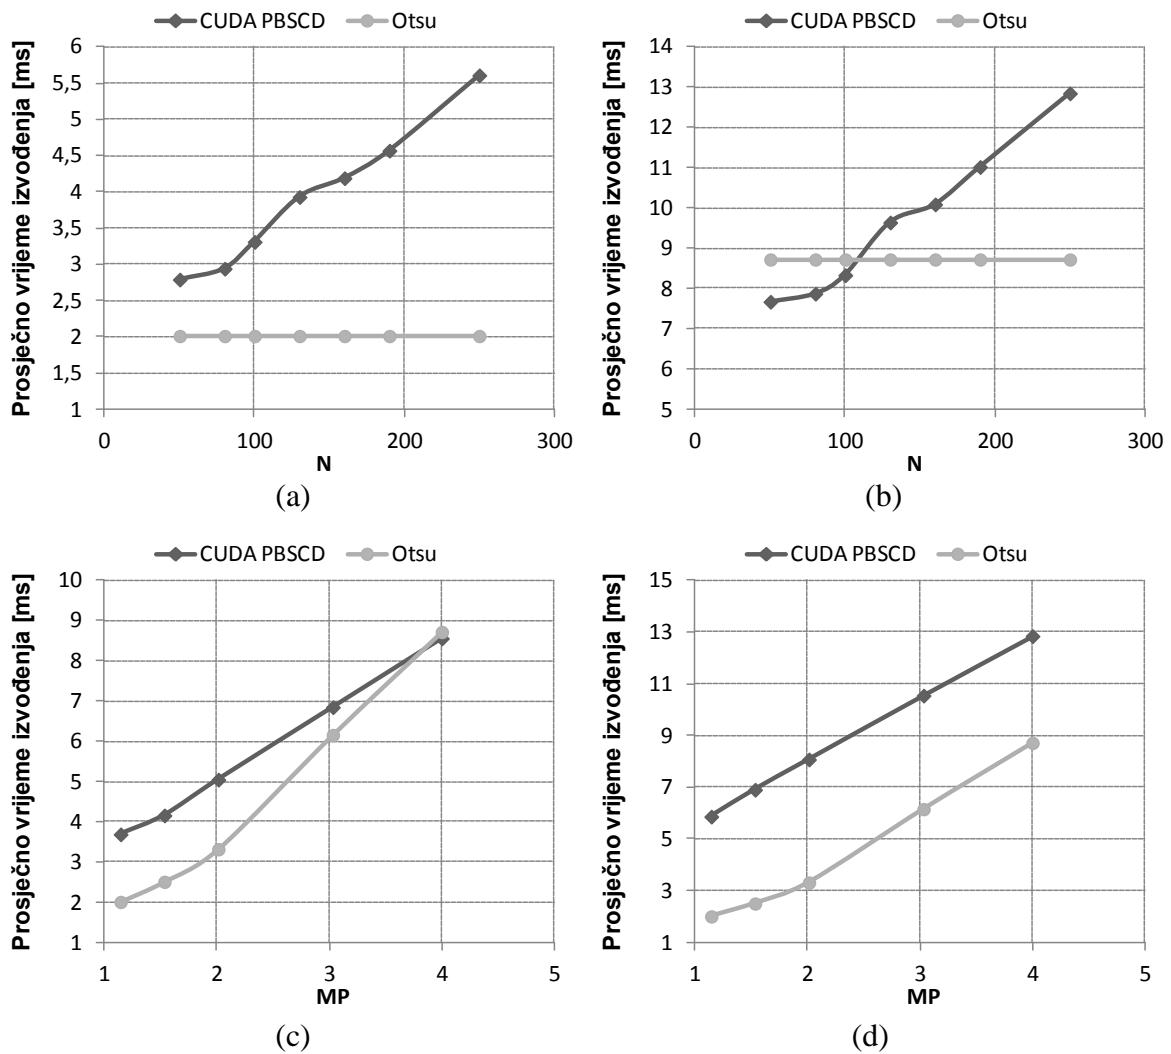 CUDA PBSCD Otsu
Prosječno vrijeme izvođenja [ms]
6
5,5
5
4,5
4
3,5
3
2,5
2
1,5
1
0 100 200 300
N
(a)
CUDA PBSCD Otsu
Prosječno vrijeme izvođenja [ms]
14
13
12
11
10
9
8
7
6
5
0 100 200 300
N
(b)
CUDA PBSCD Otsu
Prosječno vrijeme izvođenja [ms]
10
9
8
7
6
5
4
3
2
1
1 2 3 4 5
MP
(c)
CUDA PBSCD Otsu
Prosječno vrijeme izvođenja [ms]
15
13
11
9
7
5
3
1
1 2 3 4 5
MP
(d)